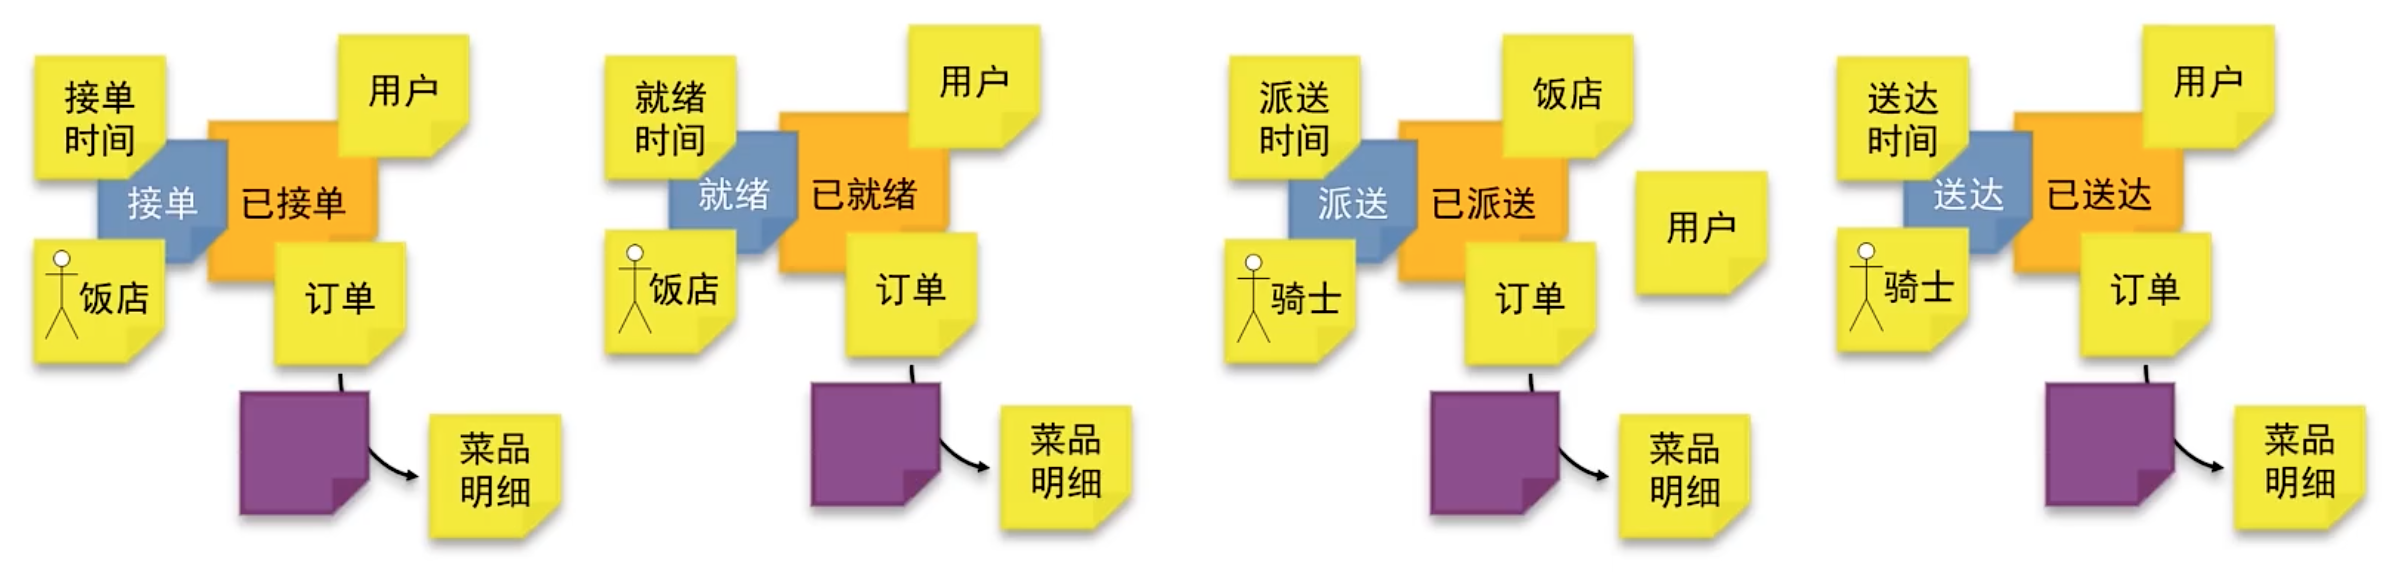 接单
时间
用户
接单
已接单
饭店
订单
菜品
明细
就绪
时间
用户
就绪
已就绪
饭店
订单
菜品
明细
派送
时间
饭店
派送
已派送
用户
骑士
订单
菜品
明细
送达
时间
用户
送达
已送达
骑士
订单
菜品
明细